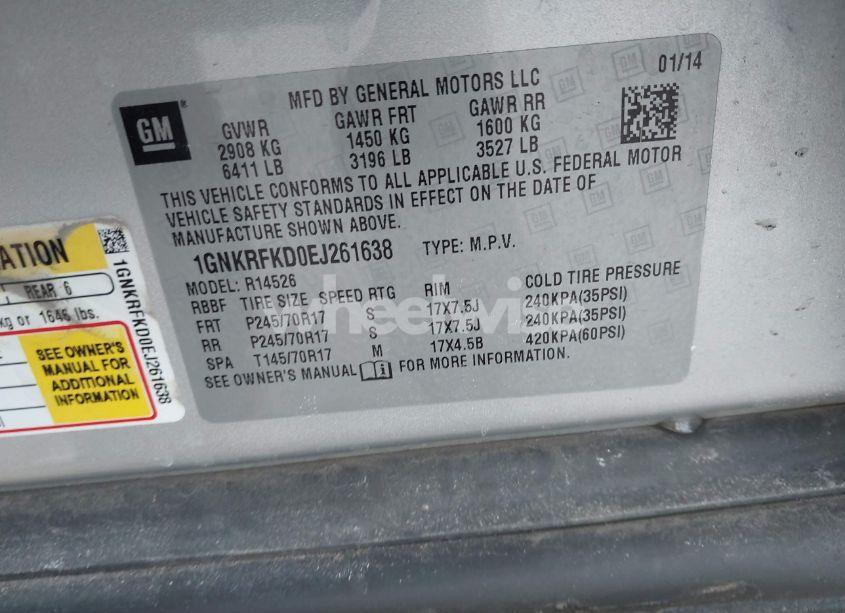 01/14
MFD BY GENERAL MOTORS LLC
GM
GVWR GAWR FRT GAWR RR
2908 KG 1450 KG 1600 KG
6411 LB 3196 LB 3527 LB
THIS VEHICLE CONFORMS TO ALL APPLICABLE U.S. FEDERAL MOTOR
VEHICLE SAFETY STANDARDS IN EFFECT ON THE DATE OF
MANUFACTURE SHOWN ABOVE.
1GNKRFKD0EJ261638 TYPE: M.P.V.
MODEL: R14526
RBBF TIRE SIZE SPEED RTG RIM COLD TIRE PRESSURE
FRT P245/70R17 S 17X7.5J 240KPA(35PSI)
RR P245/70R17 S 17X7.5J 240KPA(35PSI)
SPA T145/70R17 M 17X4.5B 420KPA(60PSI)
SEE OWNER'S MANUAL FOR MORE INFORMATION.
ATION
REAR 6
kg or 1646 lbs.
SEE OWNER'S
MANUAL FOR
ADDITIONAL
INFORMATION
1GNKRFKD0EJ261638